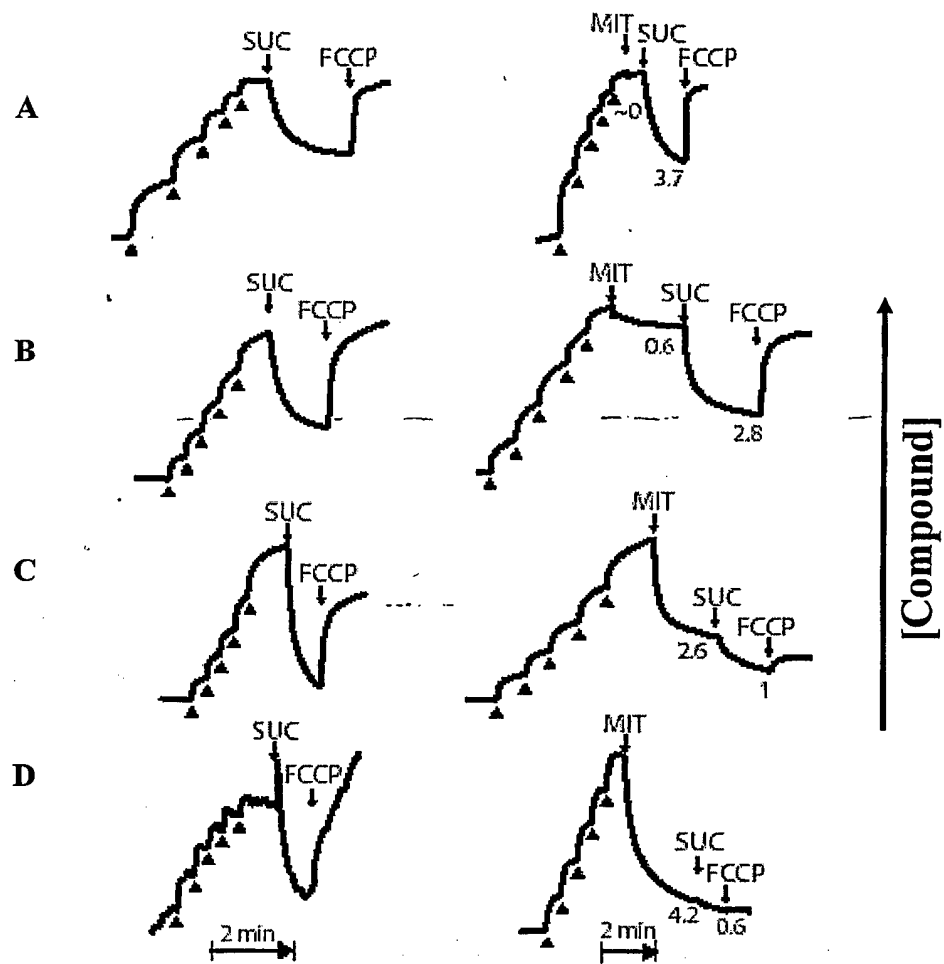 A
SUC
FCCP
MIT SUC
FCCP
~0
3.7
B
SUC
FCCP
MIT
SUC
FCCP
0.6
2.8
C
SUC
FCCP
MIT
SUC
FCCP
2.6
1
D
SUC
FCCP
2 min
MIT
SUC
FCCP
4.2
0.6
2 min
[Compound]